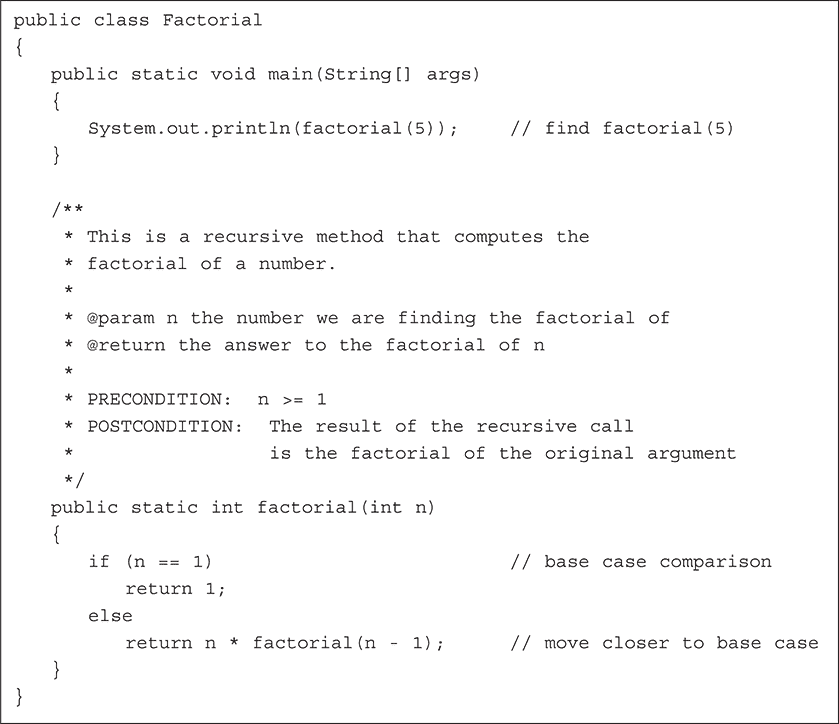 public class Factorial
{
   public static void main(String[] args)
   {
      System.out.println(factorial(5));    // find factorial(5)
   }

   /**
    * This is a recursive method that computes the
    * factorial of a number.
    *
    * @param n the number we are finding the factorial of
    * @return the answer to the factorial of n
    *
    * PRECONDITION:  n >= 1
    * POSTCONDITION:  The result of the recursive call
    *                is the factorial of the original argument
    */
   public static int factorial(int n)
   {
      if (n == 1)                        // base case comparison
         return 1;
      else
         return n * factorial(n - 1);     // move closer to base case
   }
}